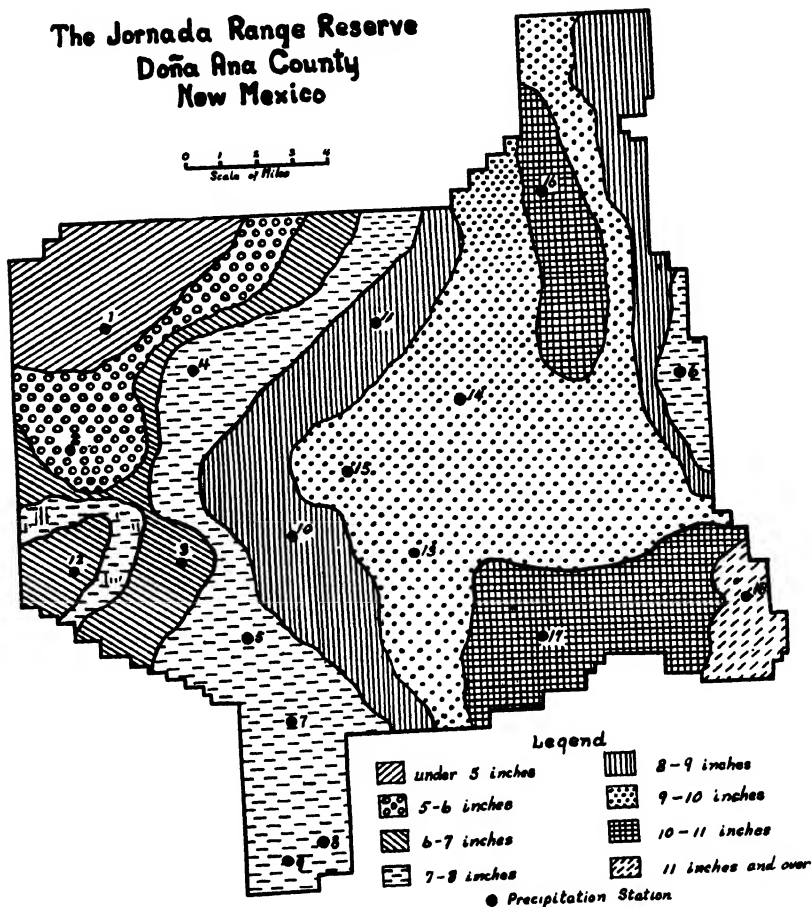 The Jornada Range Reserve
Doña Ana County
New Mexico
0 1 2 3 4
Scale of Miles
16
1
11
4
6
14
2
15
10
13
3
12
18
5
17
7
8
9
Legend
under 5 inches
5-6 inches
6-7 inches
7-8 inches
8-9 inches
9-10 inches
10-11 inches
11 inches and over
Precipitation Station